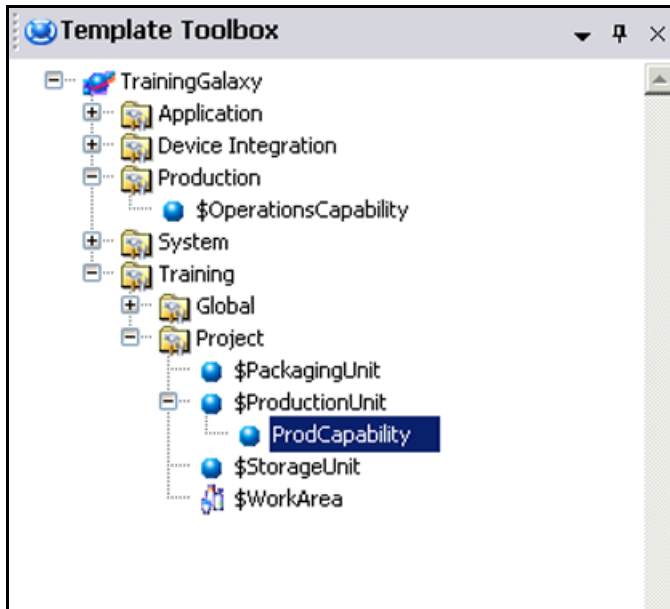 Template Toolbox
TrainingGalaxy
Application
Device Integration
Production
$OperationsCapability
System
Training
Global
Project
$PackagingUnit
$ProductionUnit
ProdCapability
$StorageUnit
$WorkArea